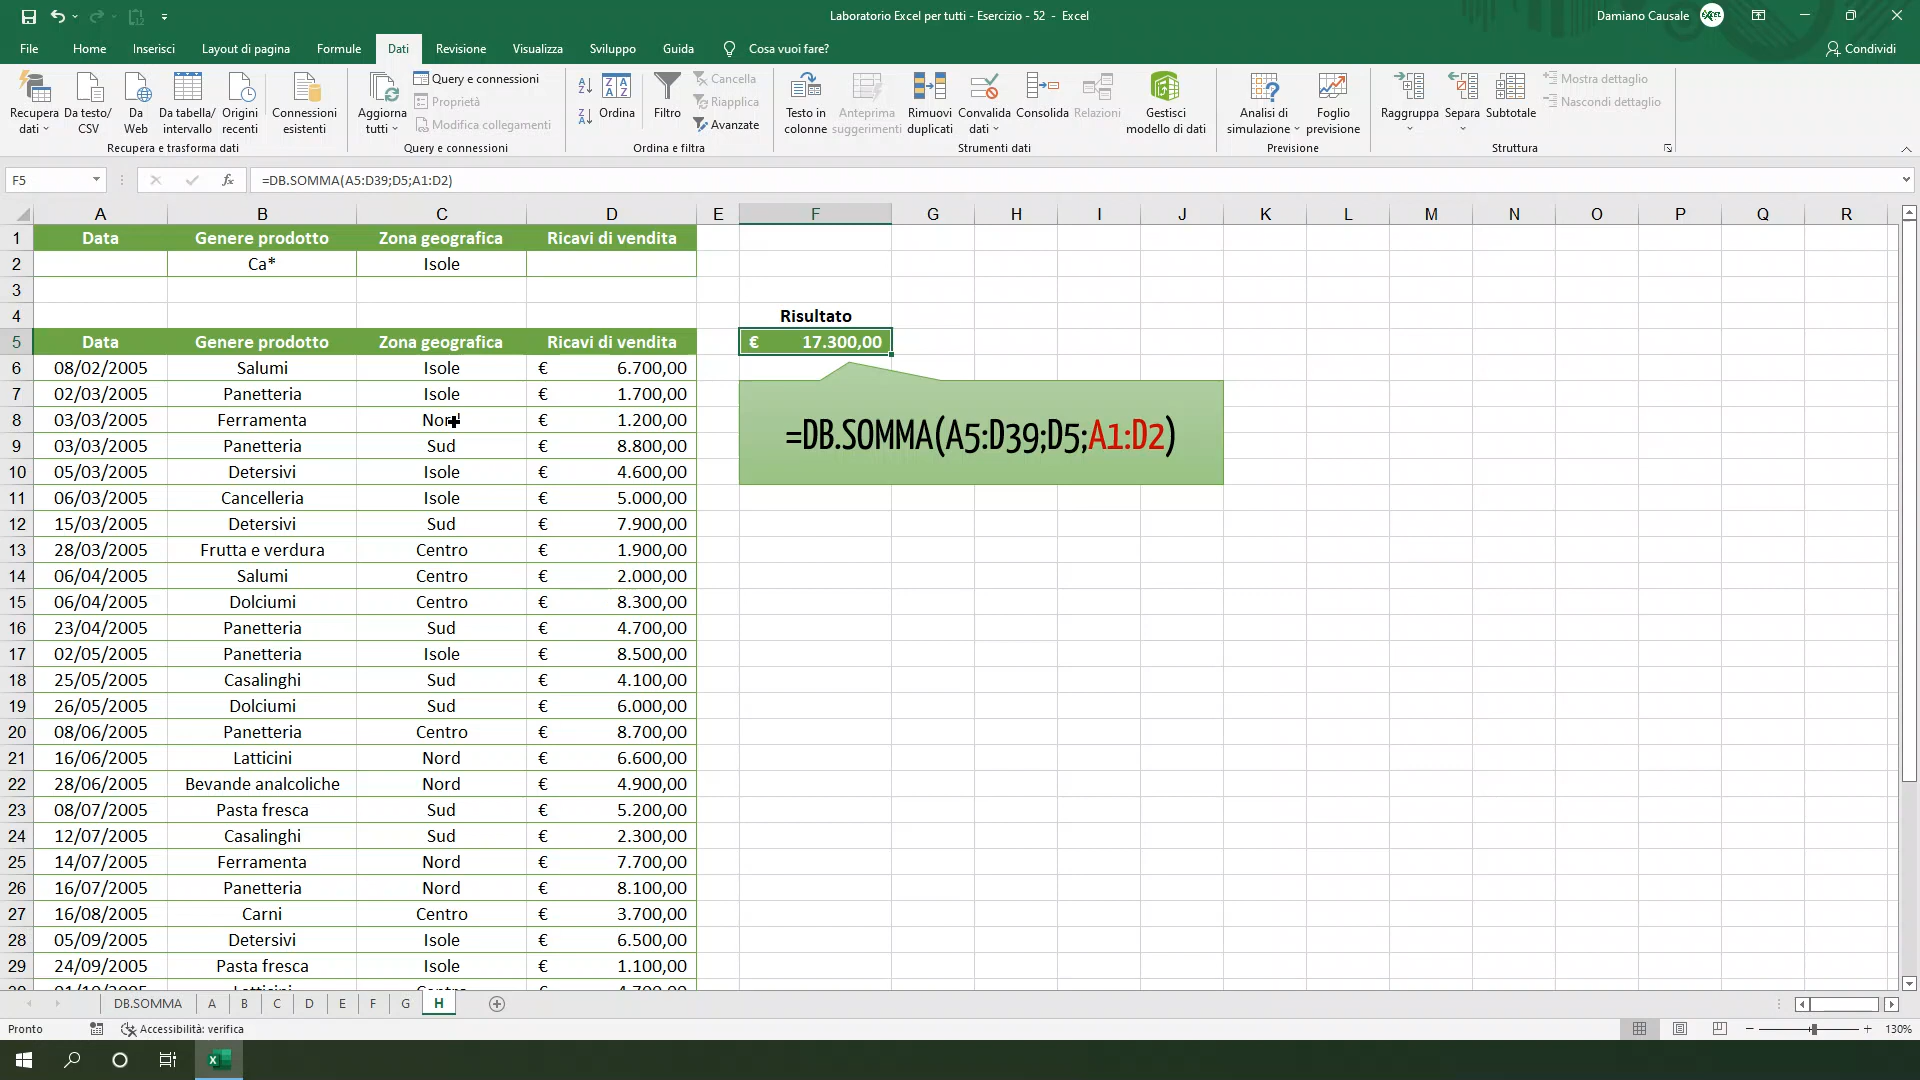 Laboratorio Excel per tutti - Esercizio - 52 - Excel
Damiano Causale
File Home Inserisci Layout di pagina Formule Dati Revisione Visualizza Sviluppo Guida Cosa vuoi fare? Condividi
Recupera dati
Da testo/ CSV
Da Web
Da tabella/ intervallo
Origini recenti
Connessioni esistenti
Recupera e trasforma dati
Aggiorna tutti
Query e connessioni
Proprietà
Modifica collegamenti
Query e connessioni
Ordina
Filtro
Cancella
Riapplica
Avanzate
Ordina e filtra
Testo in colonne
Anteprima suggerimenti
Rimuovi duplicati
Convalida dati
Consolida
Relazioni
Gestisci modello di dati
Strumenti dati
Analisi di simulazione
Foglio previsione
Previsione
Raggruppa
Separa
Subtotale
Mostra dettaglio
Nascondi dettaglio
Struttura
F5 fx =DB.SOMMA(A5:D39;D5;A1:D2)
A B C D E F G H I J K L M N O P Q R
1 Data Genere prodotto Zona geografica Ricavi di vendita
2 Ca* Isole
3
4 Risultato
5 Data Genere prodotto Zona geografica Ricavi di vendita € 17.300,00
6 08/02/2005 Salumi Isole € 6.700,00
7 02/03/2005 Panetteria Isole € 1.700,00
8 03/03/2005 Ferramenta Nord € 1.200,00
=DB.SOMMA(A5:D39;D5;A1:D2)
9 03/03/2005 Panetteria Sud € 8.800,00
10 05/03/2005 Detersivi Isole € 4.600,00
11 06/03/2005 Cancelleria Isole € 5.000,00
12 15/03/2005 Detersivi Sud € 7.900,00
13 28/03/2005 Frutta e verdura Centro € 1.900,00
14 06/04/2005 Salumi Centro € 2.000,00
15 06/04/2005 Dolciumi Centro € 8.300,00
16 23/04/2005 Panetteria Sud € 4.700,00
17 02/05/2005 Panetteria Isole € 8.500,00
18 25/05/2005 Casalinghi Sud € 4.100,00
19 26/05/2005 Dolciumi Sud € 6.000,00
20 08/06/2005 Panetteria Centro € 8.700,00
21 16/06/2005 Latticini Nord € 6.600,00
22 28/06/2005 Bevande analcoliche Nord € 4.900,00
23 08/07/2005 Pasta fresca Sud € 5.200,00
24 12/07/2005 Casalinghi Sud € 2.300,00
25 14/07/2005 Ferramenta Nord € 7.700,00
26 16/07/2005 Panetteria Nord € 8.100,00
27 16/08/2005 Carni Centro € 3.700,00
28 05/09/2005 Detersivi Isole € 6.500,00
29 24/09/2005 Pasta fresca Isole € 1.100,00
DB.SOMMA A B C D E F G H
Pronto Accessibilità: verifica 130%